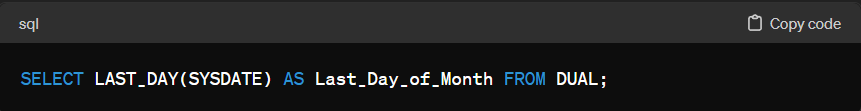 sql
Copy code
SELECT LAST_DAY(SYSDATE) AS Last_Day_of_Month FROM DUAL;